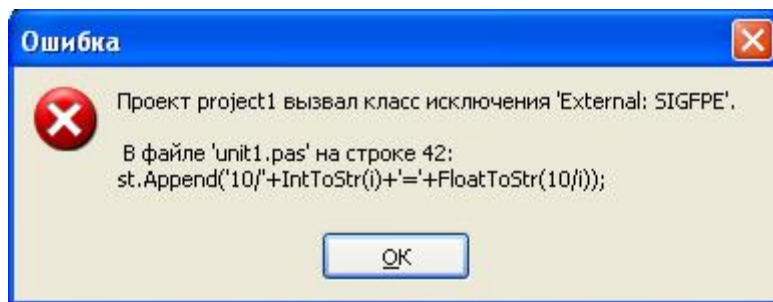 Ошибка
Проект project1 вызвал класс исключения 'External: SIGFPE'.
В файле 'unit1.pas' на строке 42:
st.Append('10/'+IntToStr(i)+'='+FloatToStr(10/i));
OK